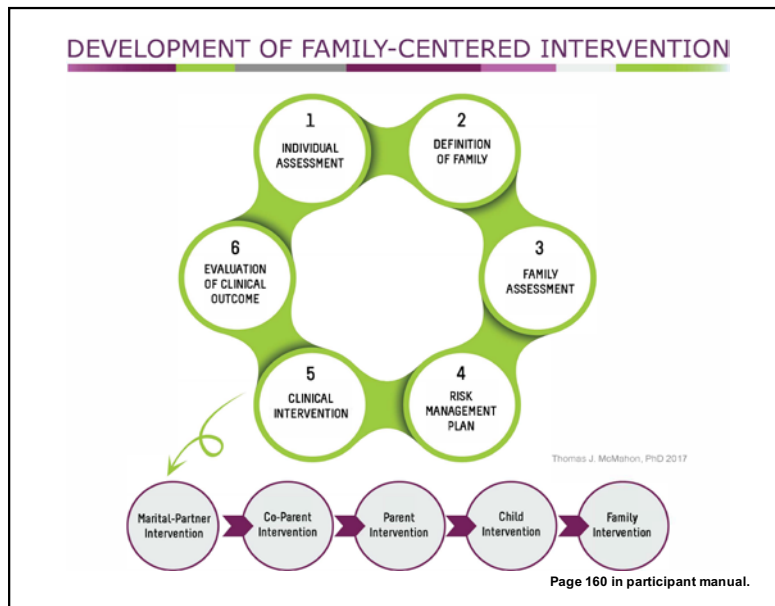 DEVELOPMENT OF FAMILY-CENTERED INTERVENTION
1
INDIVIDUAL
ASSESSMENT
2
DEFINITION
OF FAMILY
3
FAMILY
ASSESSMENT
4
RISK
MANAGEMENT
PLAN
5
CLINICAL
INTERVENTION
6
EVALUATION
OF CLINICAL
OUTCOME
Thomas J. McMahon, PhD 2017
Marital-Partner
Intervention
Co-Parent
Intervention
Parent
Intervention
Child
Intervention
Family
Intervention
Page 160 in participant manual.